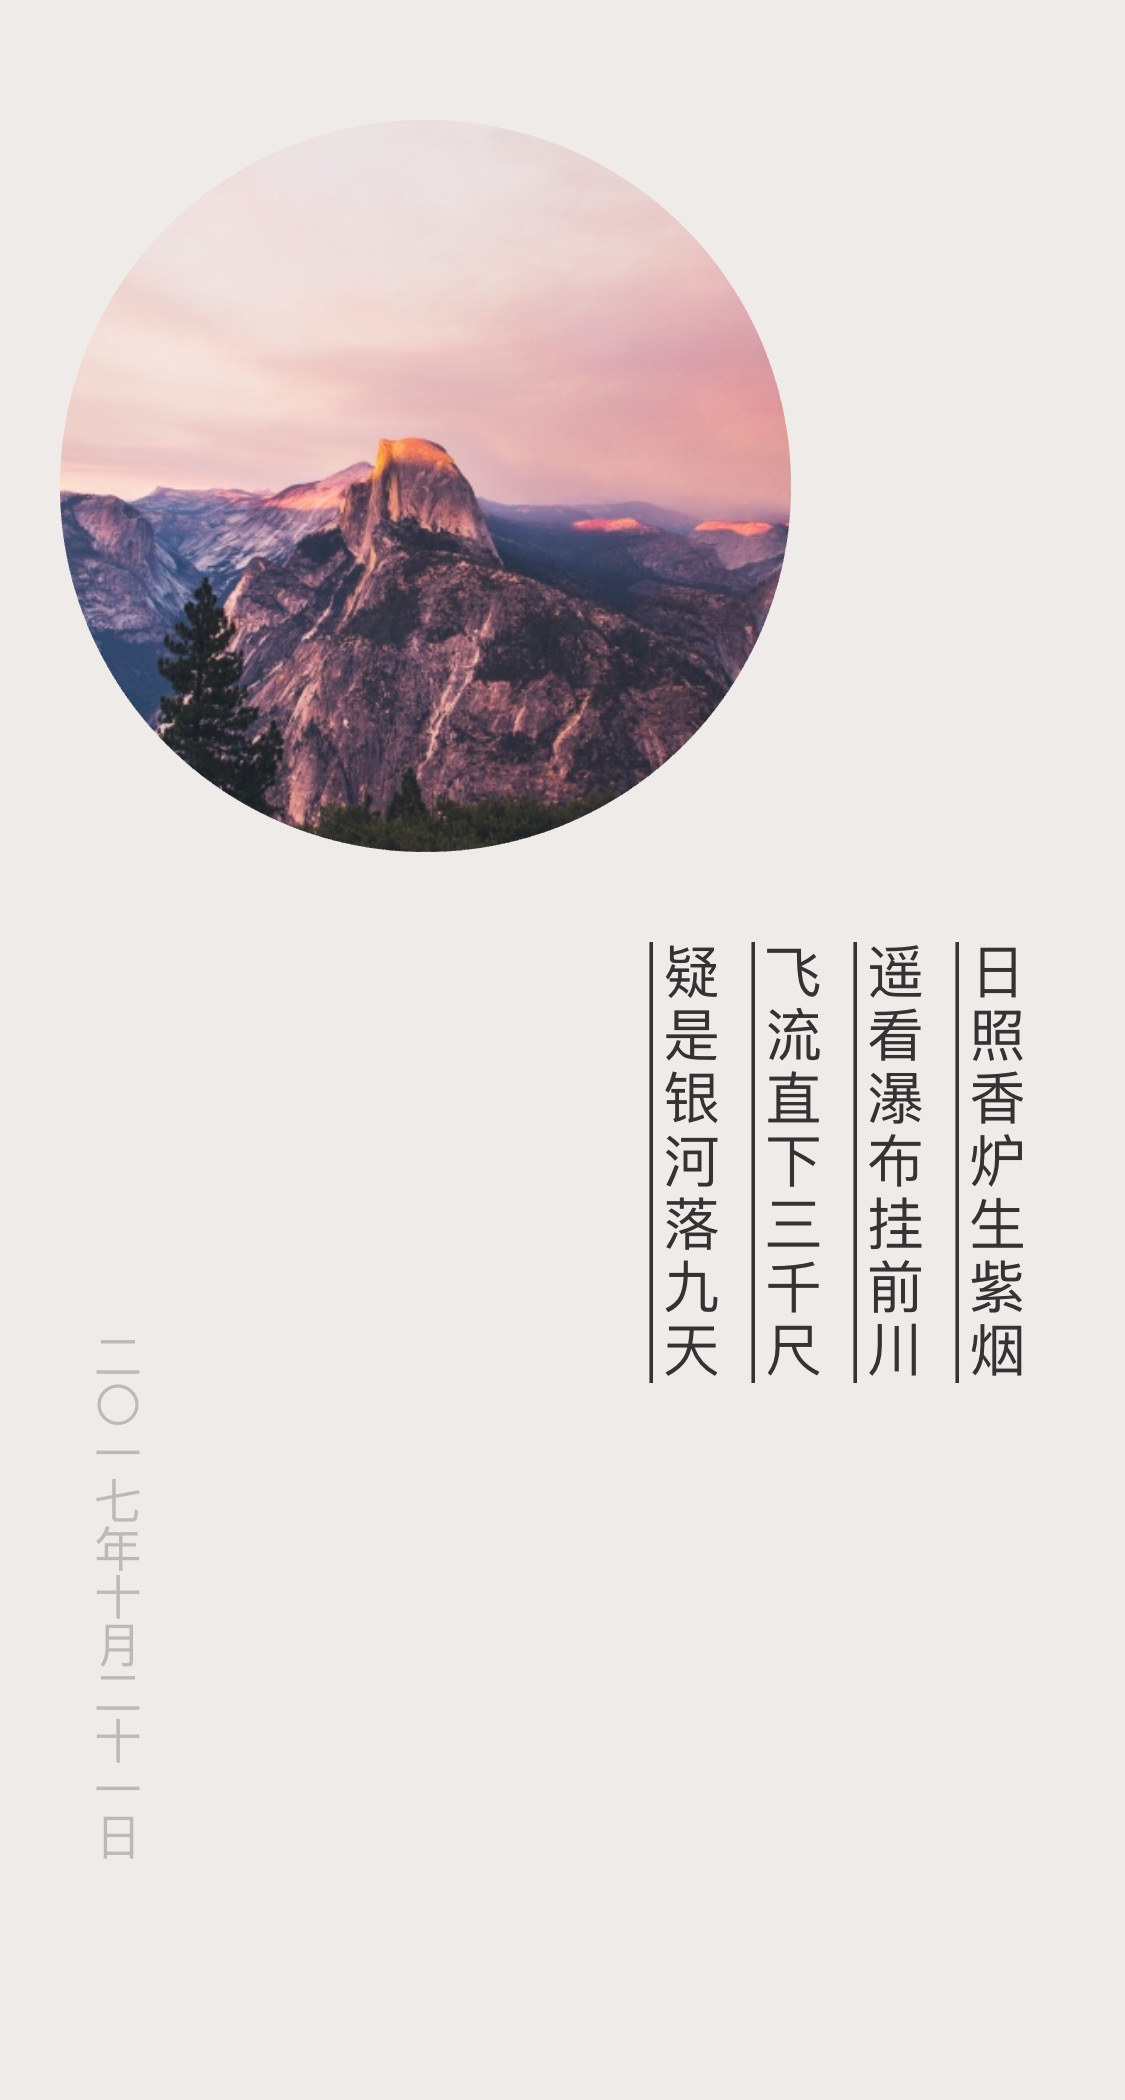 日照香炉生紫烟
遥看瀑布挂前川
飞流直下三千尺
疑是银河落九天
二〇一七年十月二十一日